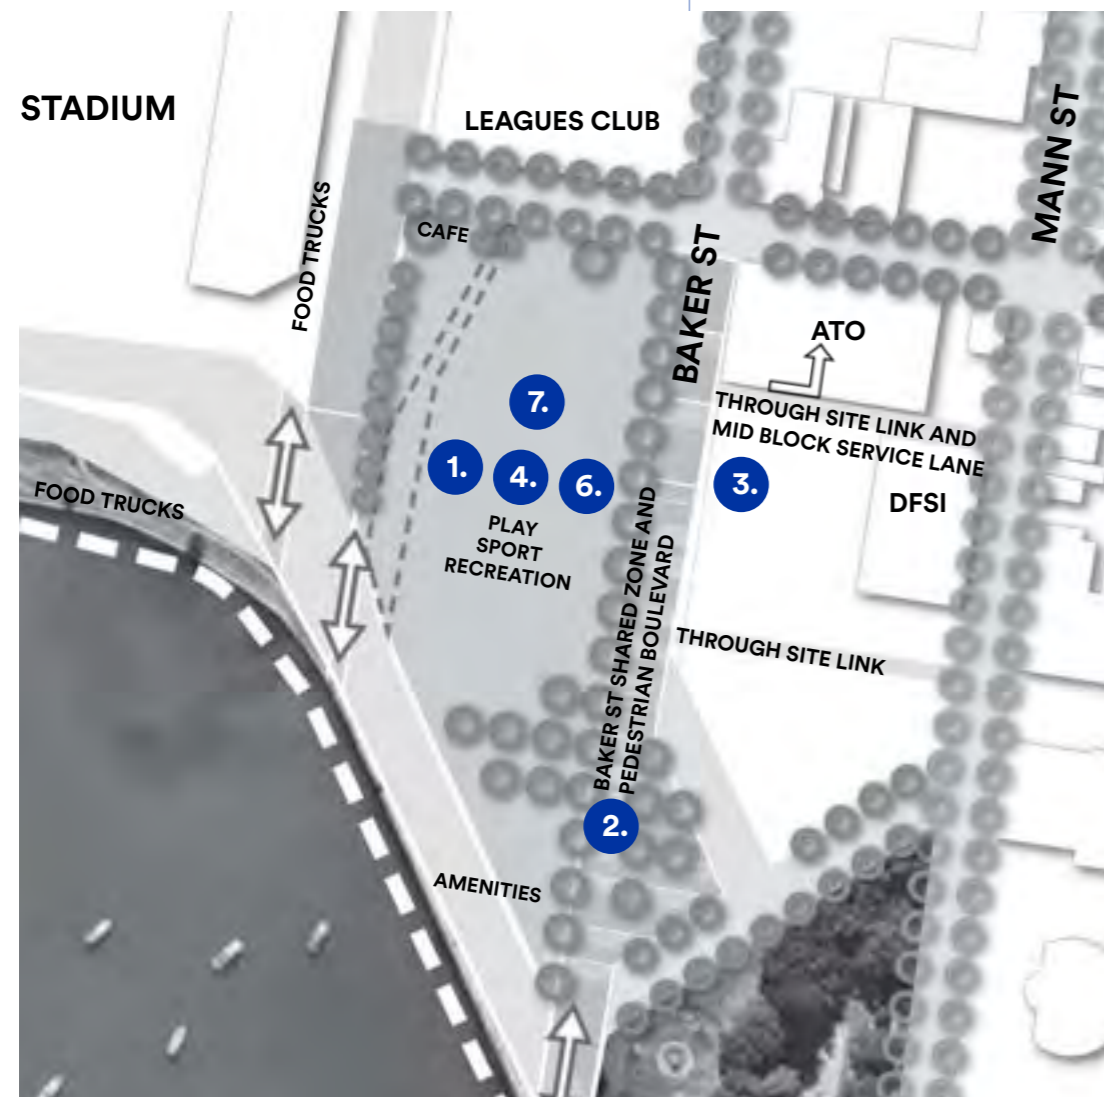 STADIUM
LEAGUES CLUB
MANN ST
FOOD TRUCKS
CAFE
BAKER ST
ATO
THROUGH SITE LINK AND
MID BLOCK SERVICE LANE
7.
1.
4.
6.
3.
DFSI
FOOD TRUCKS
PLAY
SPORT
RECREATION
BAKER ST SHARED ZONE AND
PEDESTRIAN BOULEVARD
THROUGH SITE LINK
2.
AMENITIES